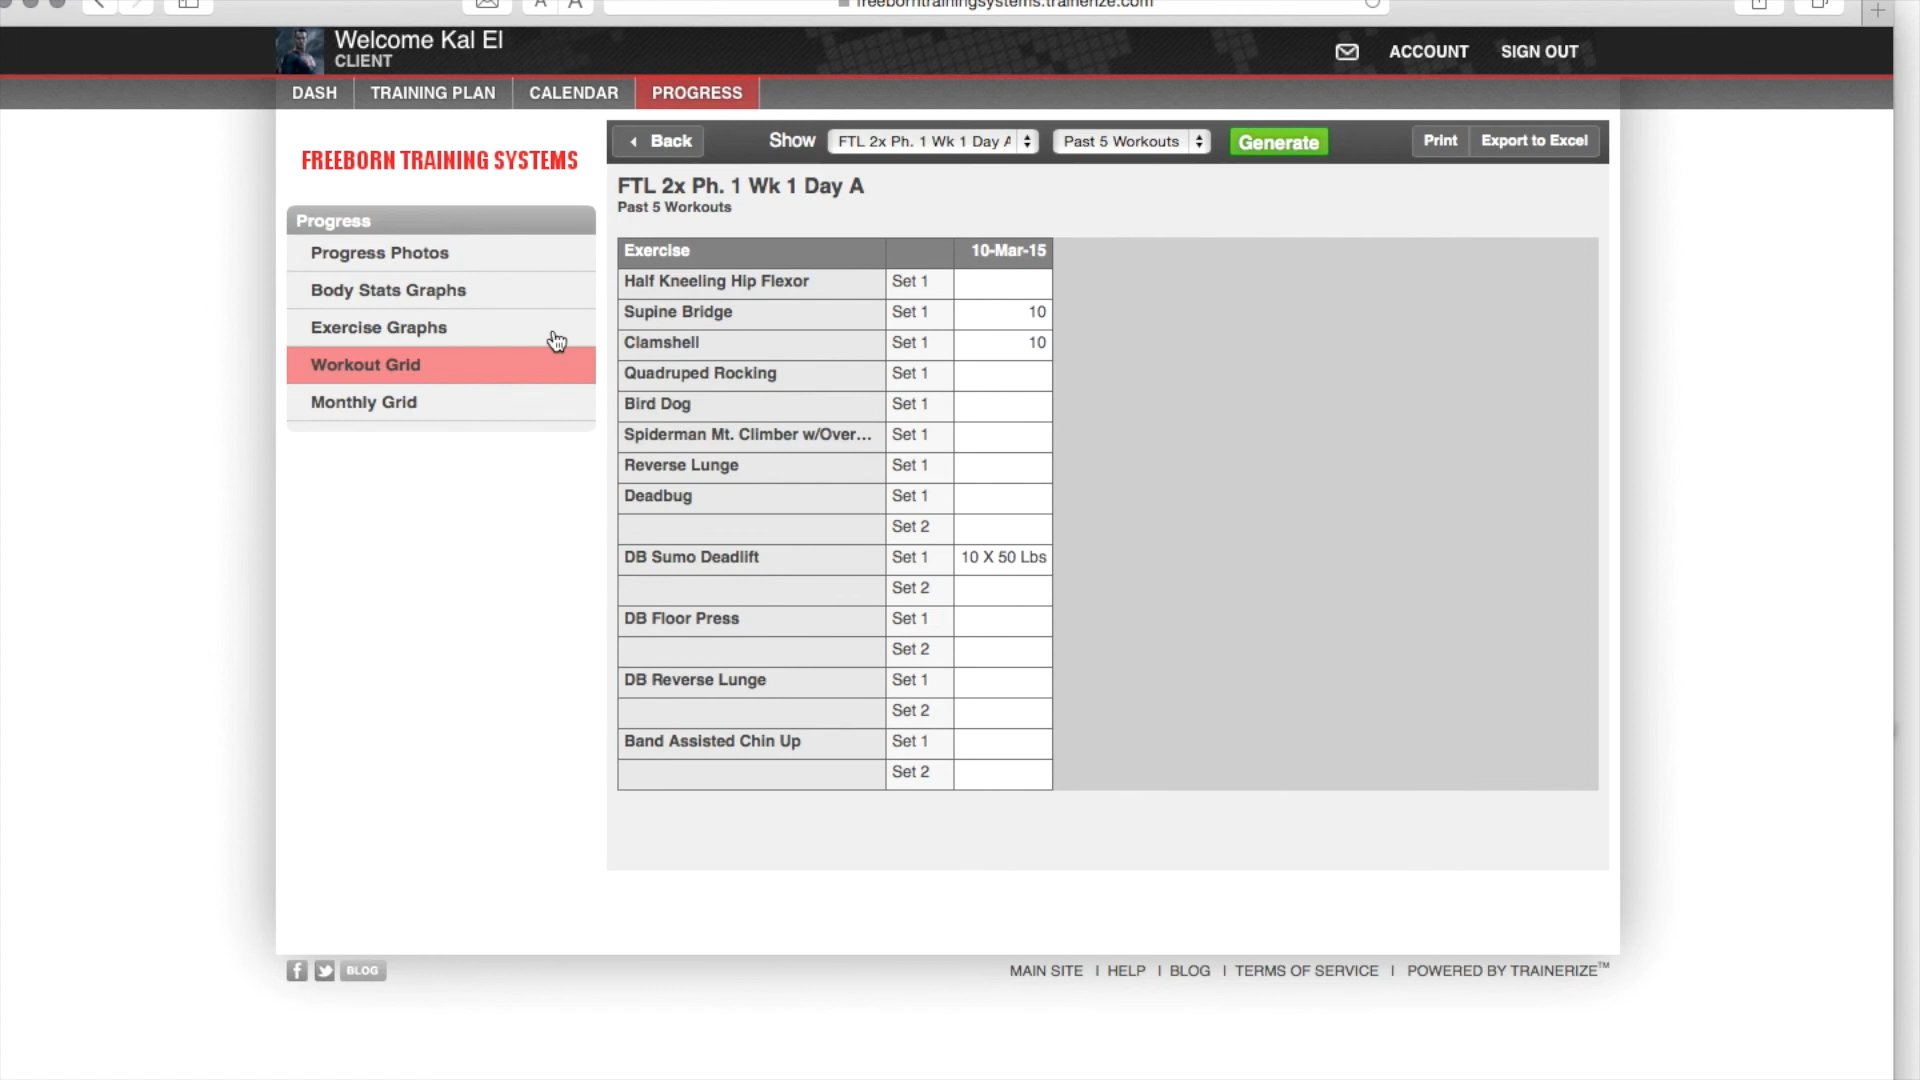 A A freeborntrainingsystems.trainerize.com
Welcome Kal El
CLIENT
ACCOUNT SIGN OUT
DASH TRAINING PLAN CALENDAR PROGRESS
Back Show FTL 2x Ph. 1 Wk 1 Day A Past 5 Workouts Generate Print Export to Excel
FREEBORN TRAINING SYSTEMS
Progress
Progress Photos
Body Stats Graphs
Exercise Graphs
Workout Grid
Monthly Grid
FTL 2x Ph. 1 Wk 1 Day A
Past 5 Workouts
Exercise 10-Mar-15
Half Kneeling Hip Flexor Set 1
Supine Bridge Set 1 10
Clamshell Set 1 10
Quadruped Rocking Set 1
Bird Dog Set 1
Spiderman Mt. Climber w/Over... Set 1
Reverse Lunge Set 1
Deadbug Set 1
Set 2
DB Sumo Deadlift Set 1 10 X 50 Lbs
Set 2
DB Floor Press Set 1
Set 2
DB Reverse Lunge Set 1
Set 2
Band Assisted Chin Up Set 1
Set 2
f BLOG MAIN SITE | HELP | BLOG | TERMS OF SERVICE | POWERED BY TRAINERIZE™